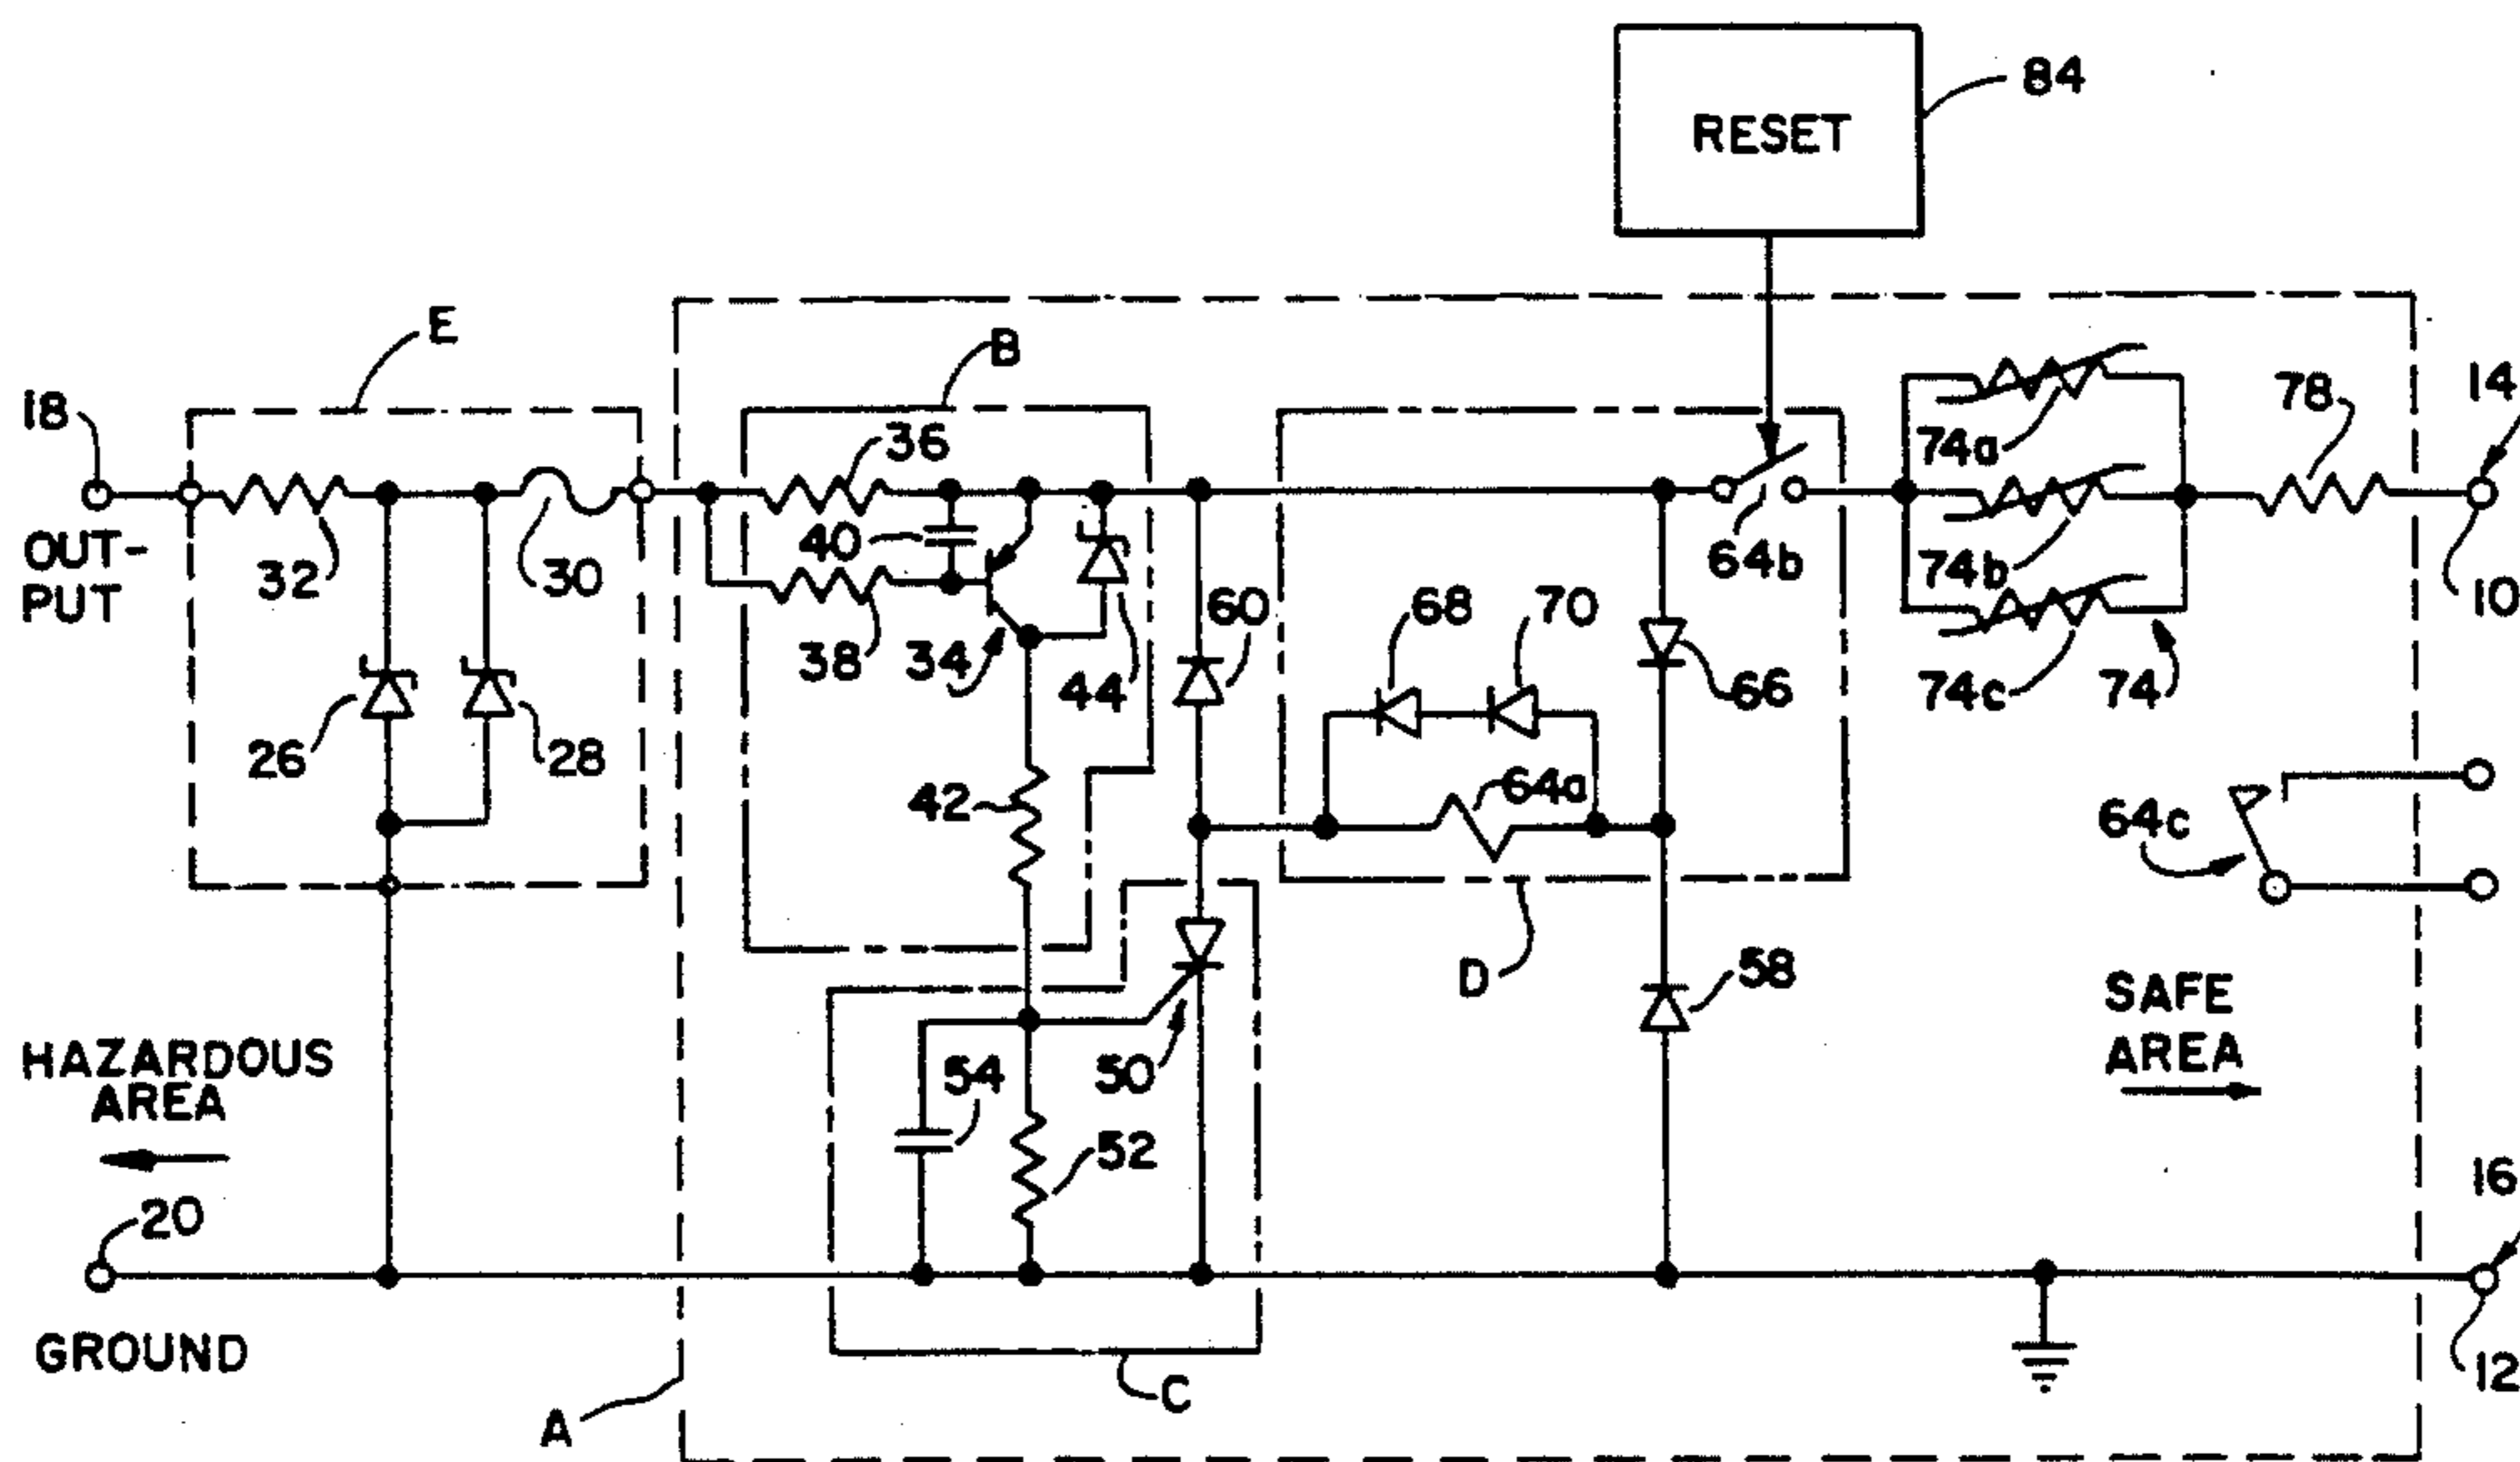 84
RESET
E
B
18
36
74a
78
14
OUT-
PUT
32
30
40
64b
74b
10
38
34
44
60
68
70
66
74c
74
26
28
42
64a
64c
D
58
SAFE
AREA
HAZARDOUS
AREA
54
50
52
20
16
GROUND
A
C
12